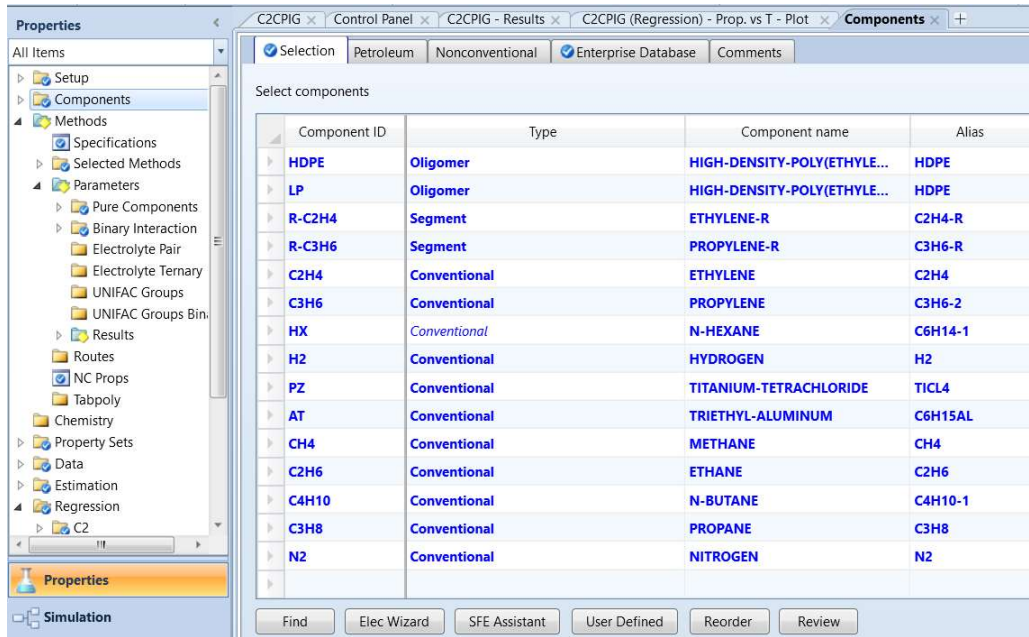 Properties
All Items
Setup
Components
Methods
Specifications
Selected Methods
Parameters
Pure Components
Binary Interaction
Electrolyte Pair
Electrolyte Ternary
UNIFAC Groups
UNIFAC Groups Bin
Results
Routes
NC Props
Tabpoly
Chemistry
Property Sets
Data
Estimation
Regression
C2
Properties
Simulation
C2CPIG Control Panel C2CPIG - Results C2CPIG (Regression) - Prop. vs T - Plot Components
Selection Petroleum Nonconventional Enterprise Database Comments
Select components
Component ID Type Component name Alias
HDPE Oligomer HIGH-DENSITY-POLY(ETHYLE... HDPE
LP Oligomer HIGH-DENSITY-POLY(ETHYLE... HDPE
R-C2H4 Segment ETHYLENE-R C2H4-R
R-C3H6 Segment PROPYLENE-R C3H6-R
C2H4 Conventional ETHYLENE C2H4
C3H6 Conventional PROPYLENE C3H6-2
HX Conventional N-HEXANE C6H14-1
H2 Conventional HYDROGEN H2
PZ Conventional TITANIUM-TETRACHLORIDE TICL4
AT Conventional TRIETHYL-ALUMINUM C6H15AL
CH4 Conventional METHANE CH4
C2H6 Conventional ETHANE C2H6
C4H10 Conventional N-BUTANE C4H10-1
C3H8 Conventional PROPANE C3H8
N2 Conventional NITROGEN N2
Find Elec Wizard SFE Assistant User Defined Reorder Review